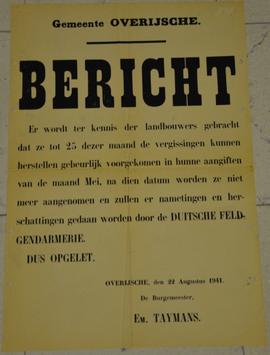 Gemeente OVERIJSCHE.
BERICHT
Er wordt ter kennis der landbouwers gebracht
dat ze tot 25 dezer maand de vergissingen kunnen
herstellen gebeurlijk voorgekomen in hunne aangiften
van de maand Mei, na dien datum worden ze niet
meer aangenomen en zullen er nametingen en her-
schattingen gedaan worden door de DUITSCHE FELD-
GENDARMERIE.
DUS OPGELET.
OVERIJSCHE, den 22 Augustus 1941.
De Burgemeester,
EM. TAYMANS.